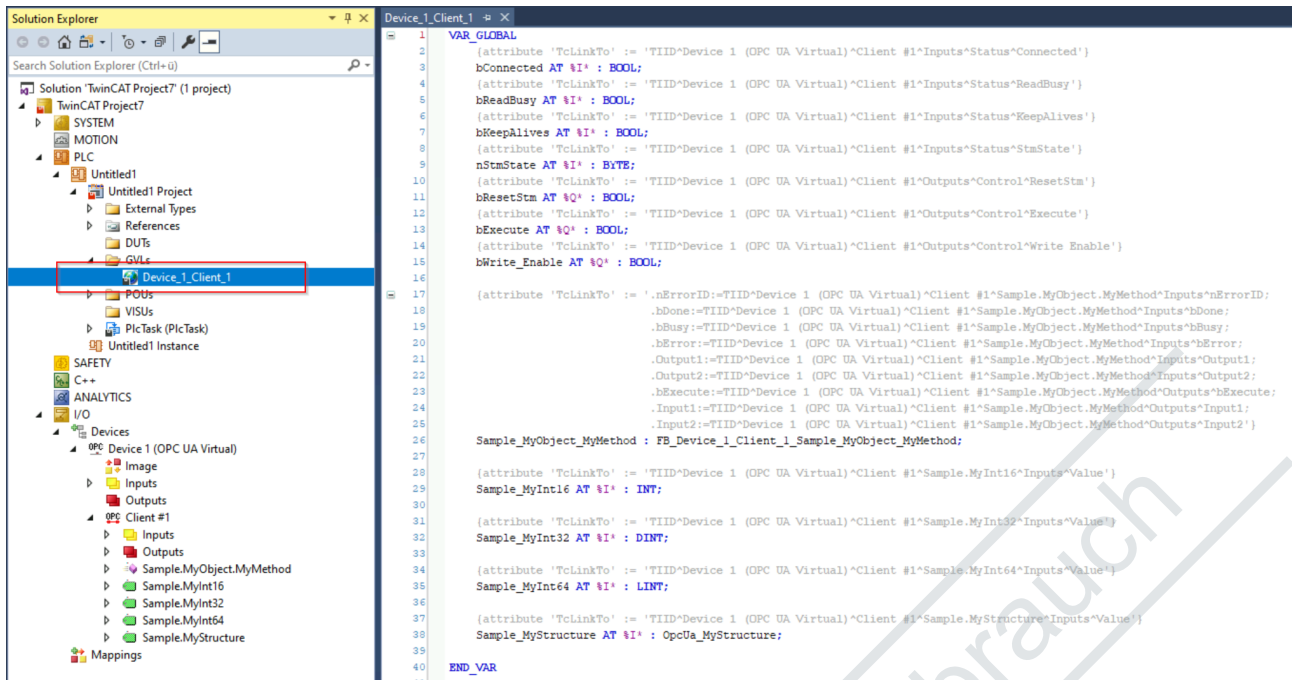 Solution Explorer
Search Solution Explorer (Ctrl+ü)
Solution 'TwinCAT Project7' (1 project)
TwinCAT Project7
SYSTEM
MOTION
PLC
Untitled1
Untitled1 Project
External Types
References
DUTs
GVLs
Device_1_Client_1
POUs
VISUs
PlcTask (PlcTask)
Untitled1 Instance
SAFETY
C++
ANALYTICS
I/O
Devices
OPC Device 1 (OPC UA Virtual)
Image
Inputs
Outputs
OPC Client #1
Inputs
Outputs
Sample.MyObject.MyMethod
Sample.MyInt16
Sample.MyInt32
Sample.MyInt64
Sample.MyStructure
Mappings
Device_1_Client_1
1 VAR_GLOBAL
2 {attribute 'TcLinkTo' := 'TIID^Device 1 (OPC UA Virtual)^Client #1^Inputs^Status^Connected'}
3 bConnected AT %I* : BOOL;
4 {attribute 'TcLinkTo' := 'TIID^Device 1 (OPC UA Virtual)^Client #1^Inputs^Status^ReadBusy'}
5 bReadBusy AT %I* : BOOL;
6 {attribute 'TcLinkTo' := 'TIID^Device 1 (OPC UA Virtual)^Client #1^Inputs^Status^KeepAlives'}
7 bKeepAlives AT %I* : BOOL;
8 {attribute 'TcLinkTo' := 'TIID^Device 1 (OPC UA Virtual)^Client #1^Inputs^Status^StmState'}
9 nStmState AT %I* : BYTE;
10 {attribute 'TcLinkTo' := 'TIID^Device 1 (OPC UA Virtual)^Client #1^Outputs^Control^ResetStm'}
11 bResetStm AT %Q* : BOOL;
12 {attribute 'TcLinkTo' := 'TIID^Device 1 (OPC UA Virtual)^Client #1^Outputs^Control^Execute'}
13 bExecute AT %Q* : BOOL;
14 {attribute 'TcLinkTo' := 'TIID^Device 1 (OPC UA Virtual)^Client #1^Outputs^Control^Write Enable'}
15 bWrite_Enable AT %Q* : BOOL;
16
17 {attribute 'TcLinkTo' := '.nErrorID:=TIID^Device 1 (OPC UA Virtual)^Client #1^Sample.MyObject.MyMethod^Inputs^nErrorID;
18 .bDone:=TIID^Device 1 (OPC UA Virtual)^Client #1^Sample.MyObject.MyMethod^Inputs^bDone;
19 .bBusy:=TIID^Device 1 (OPC UA Virtual)^Client #1^Sample.MyObject.MyMethod^Inputs^bBusy;
20 .bError:=TIID^Device 1 (OPC UA Virtual)^Client #1^Sample.MyObject.MyMethod^Inputs^bError;
21 .Output1:=TIID^Device 1 (OPC UA Virtual)^Client #1^Sample.MyObject.MyMethod^Inputs^Output1;
22 .Output2:=TIID^Device 1 (OPC UA Virtual)^Client #1^Sample.MyObject.MyMethod^Inputs^Output2;
23 .bExecute:=TIID^Device 1 (OPC UA Virtual)^Client #1^Sample.MyObject.MyMethod^Outputs^bExecute;
24 .Input1:=TIID^Device 1 (OPC UA Virtual)^Client #1^Sample.MyObject.MyMethod^Outputs^Input1;
25 .Input2:=TIID^Device 1 (OPC UA Virtual)^Client #1^Sample.MyObject.MyMethod^Outputs^Input2'}
26 Sample_MyObject_MyMethod : FB_Device_1_Client_1_Sample_MyObject_MyMethod;
27
28 {attribute 'TcLinkTo' := 'TIID^Device 1 (OPC UA Virtual)^Client #1^Sample.MyInt16^Inputs^Value'}
29 Sample_MyInt16 AT %I* : INT;
30
31 {attribute 'TcLinkTo' := 'TIID^Device 1 (OPC UA Virtual)^Client #1^Sample.MyInt32^Inputs^Value'}
32 Sample_MyInt32 AT %I* : DINT;
33
34 {attribute 'TcLinkTo' := 'TIID^Device 1 (OPC UA Virtual)^Client #1^Sample.MyInt64^Inputs^Value'}
35 Sample_MyInt64 AT %I* : LINT;
36
37 {attribute 'TcLinkTo' := 'TIID^Device 1 (OPC UA Virtual)^Client #1^Sample.MyStructure^Inputs^Value'}
38 Sample_MyStructure AT %I* : OpcUa_MyStructure;
39
40 END_VAR
brauch